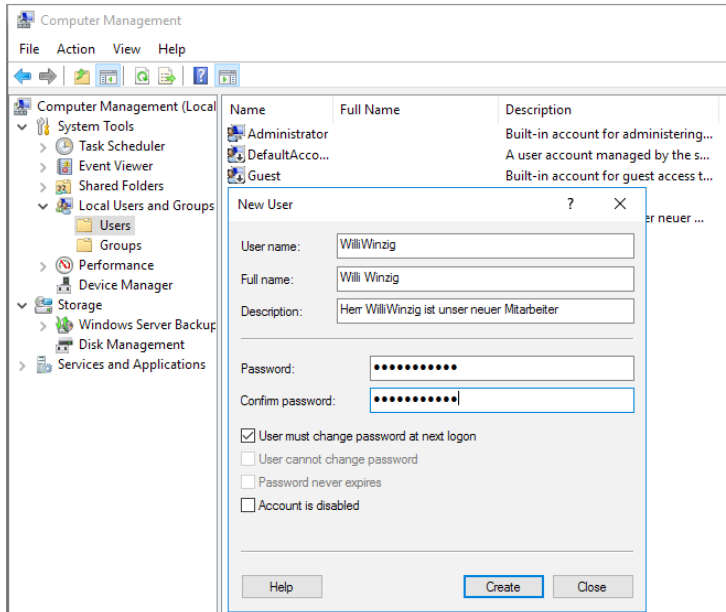 Computer Management
File Action View Help
Computer Management (Local
System Tools
Task Scheduler
Event Viewer
Shared Folders
Local Users and Groups
Users
Groups
Performance
Device Manager
Storage
Windows Server Backup
Disk Management
Services and Applications
Name Full Name Description
Administrator Built-in account for administering...
DefaultAcco... A user account managed by the s...
Guest Built-in account for guest access t...
er neuer ...
New User
?
User name: WilliWinzig
Full name: Willi Winzig
Description: Herr WilliWinzig ist unser neuer Mitarbeiter
Password: •••••••••••
Confirm password: •••••••••••
User must change password at next logon
User cannot change password
Password never expires
Account is disabled
Help Create Close